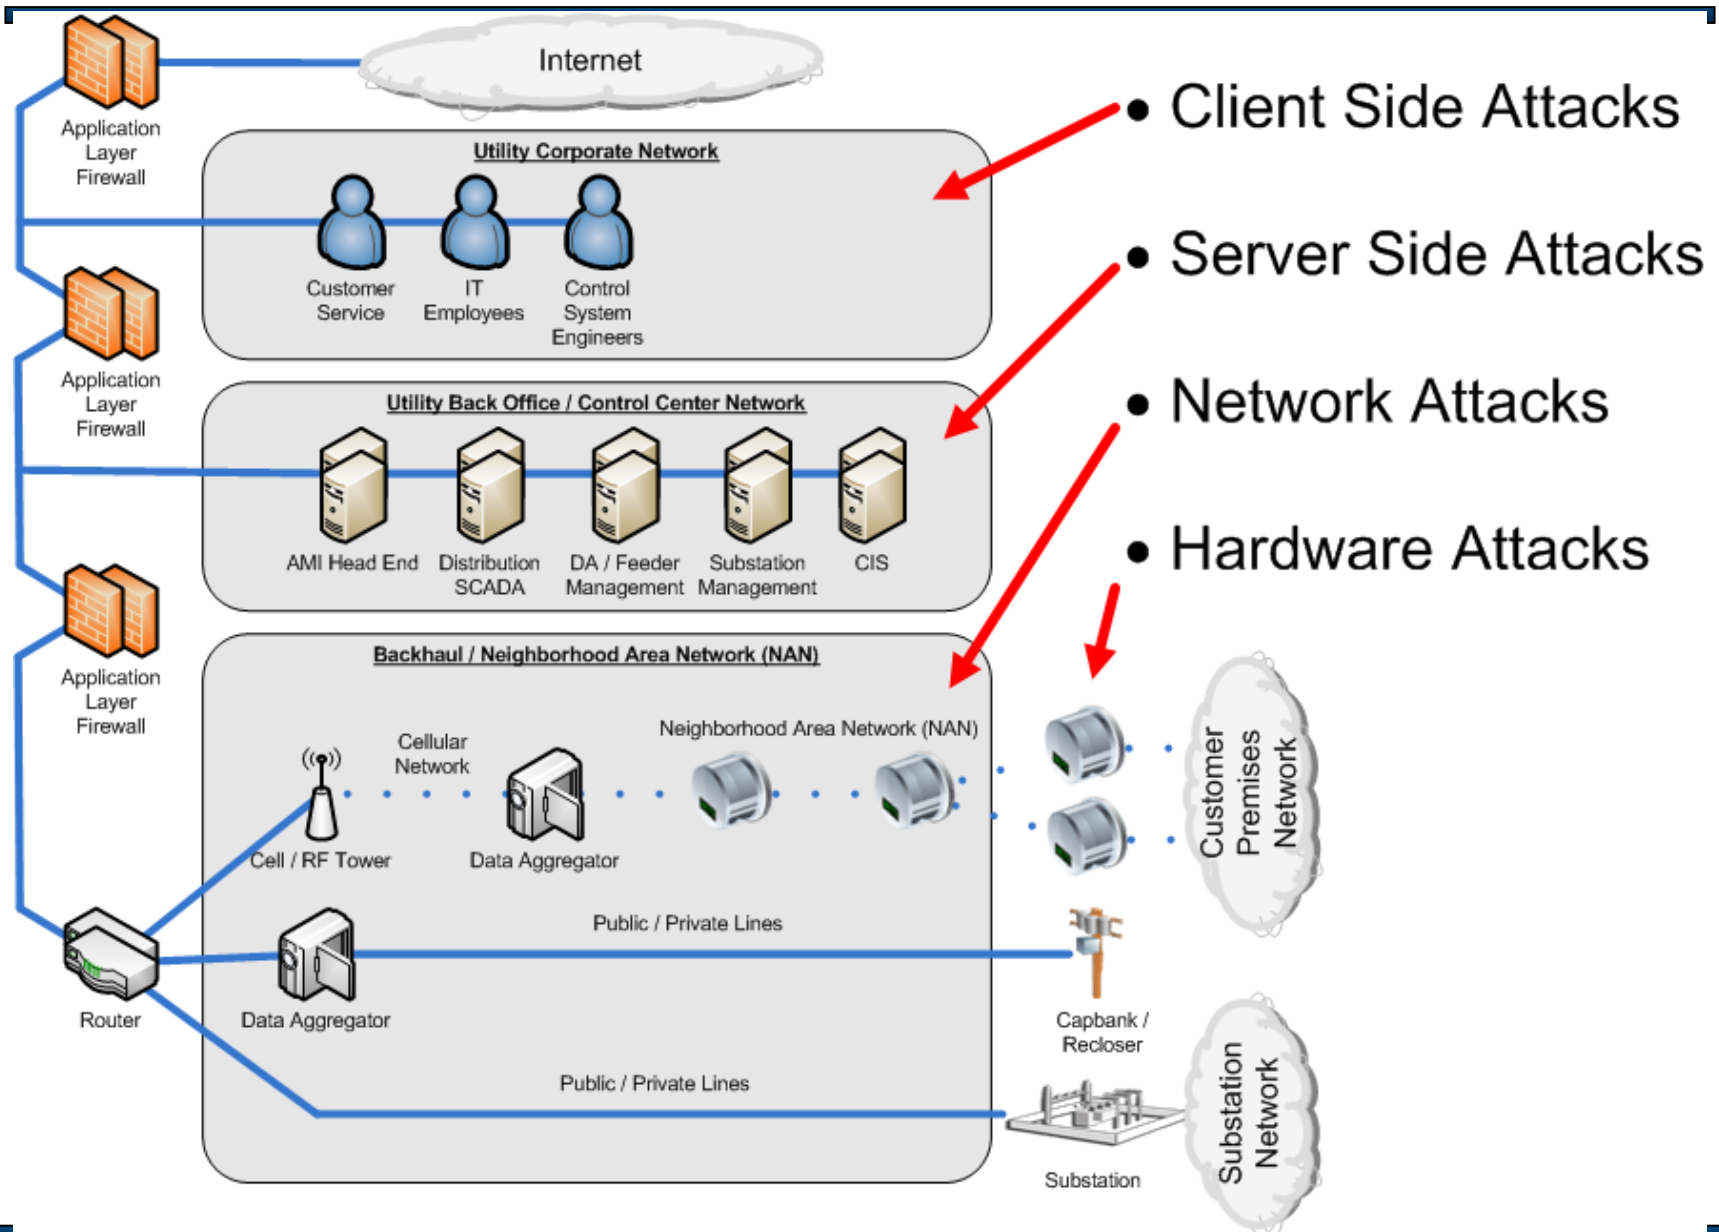 Internet
Application
Layer
Firewall
Utility Corporate Network
Customer
Service
IT
Employees
Control
System
Engineers
Application
Layer
Firewall
Utility Back Office / Control Center Network
AMI Head End
Distribution
SCADA
DA / Feeder
Management
Substation
Management
CIS
Application
Layer
Firewall
Backhaul / Neighborhood Area Network (NAN)
Cellular
Network
Neighborhood Area Network (NAN)
Cell / RF Tower
Data Aggregator
Customer
Premises
Network
Public / Private Lines
Router
Data Aggregator
Capbank /
Recloser
Public / Private Lines
Substation
Substation
Network
• Client Side Attacks
• Server Side Attacks
• Network Attacks
• Hardware Attacks